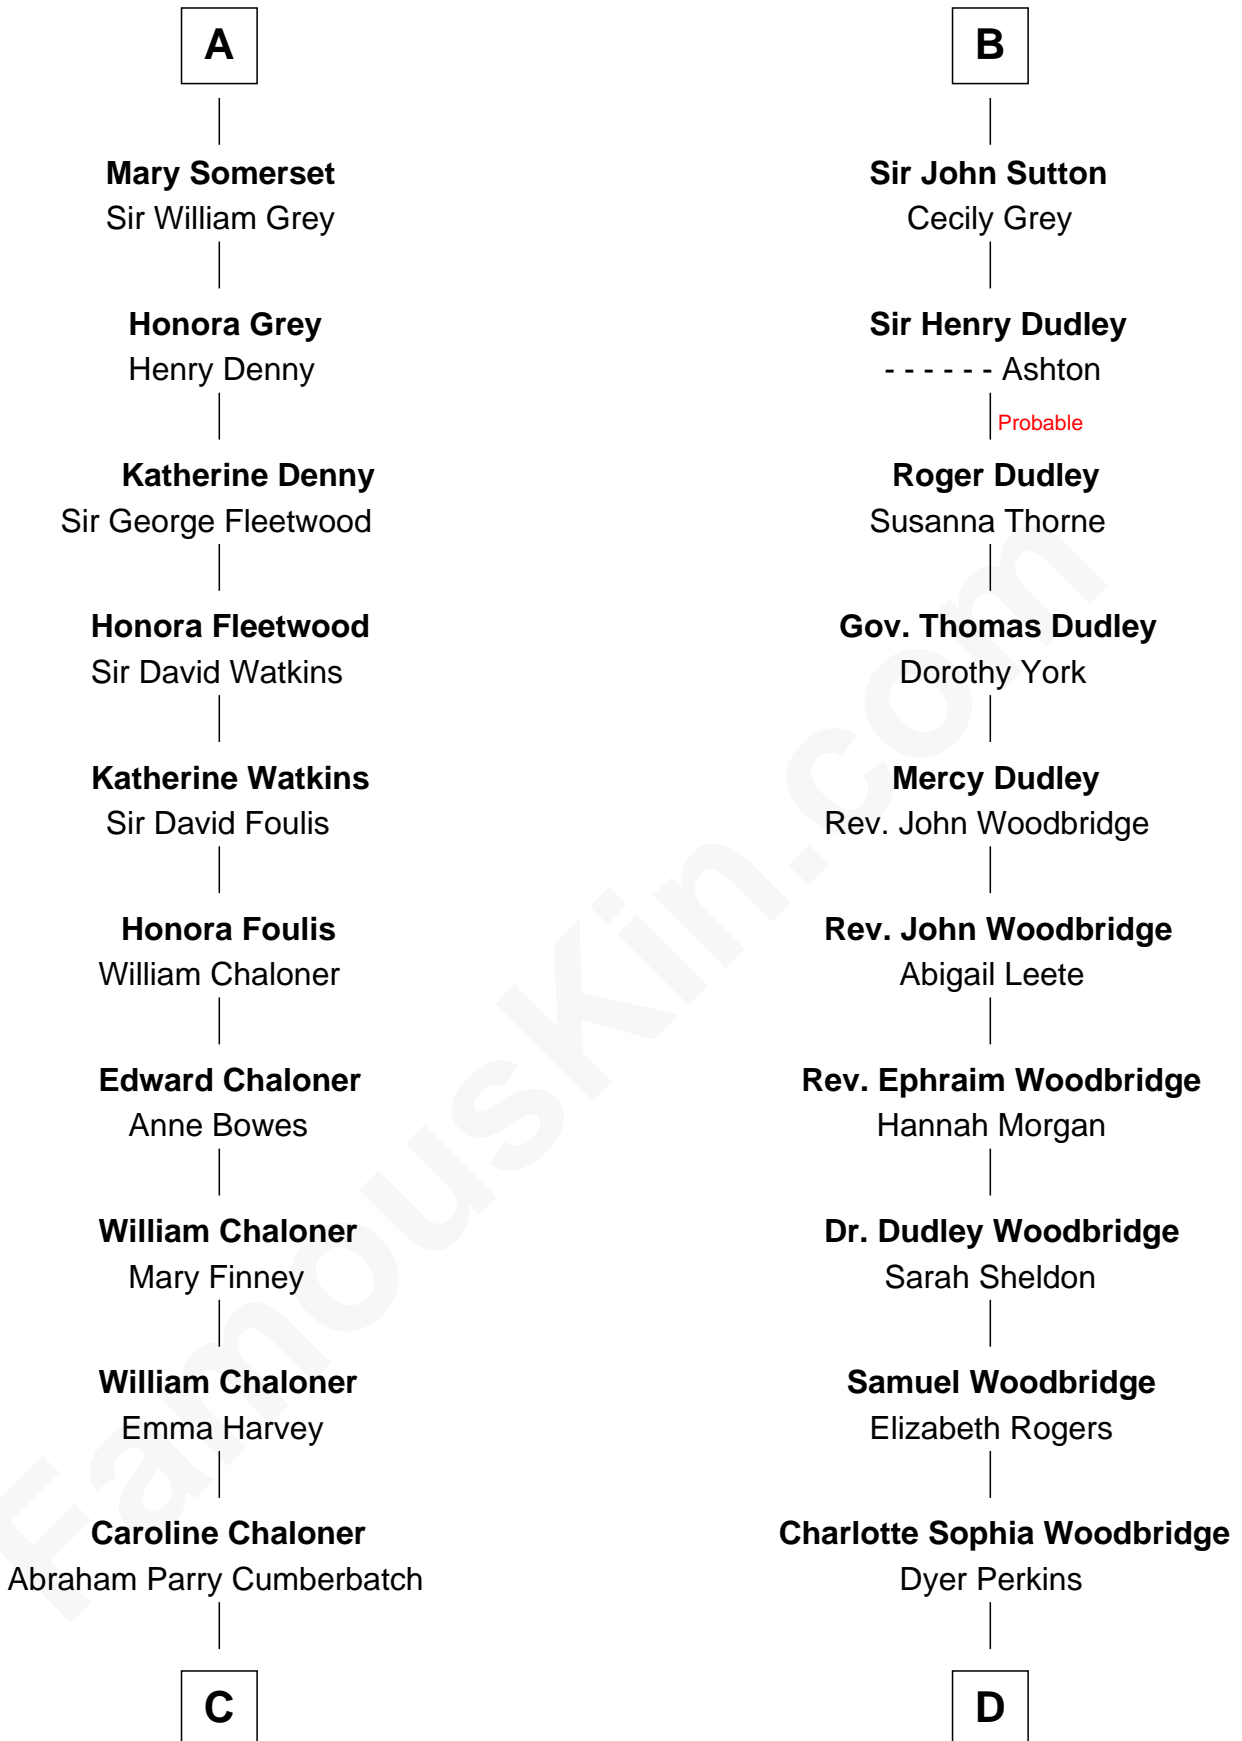 A
Mary Somerset
Sir William Grey
Honora Grey
Henry Denny
Katherine Denny
Sir George Fleetwood
Honora Fleetwood
Sir David Watkins
Katherine Watkins
Sir David Foulis
Honora Foulis
William Chaloner
Edward Chaloner
Anne Bowes
William Chaloner
Mary Finney
William Chaloner
Emma Harvey
Caroline Chaloner
Abraham Parry Cumberbatch
C
B
Sir John Sutton
Cecily Grey
Sir Henry Dudley
- - - - - - Ashton
Probable
Roger Dudley
Susanna Thorne
Gov. Thomas Dudley
Dorothy York
Mercy Dudley
Rev. John Woodbridge
Rev. John Woodbridge
Abigail Leete
Rev. Ephraim Woodbridge
Hannah Morgan
Dr. Dudley Woodbridge
Sarah Sheldon
Samuel Woodbridge
Elizabeth Rogers
Charlotte Sophia Woodbridge
Dyer Perkins
D
FamousKin.com